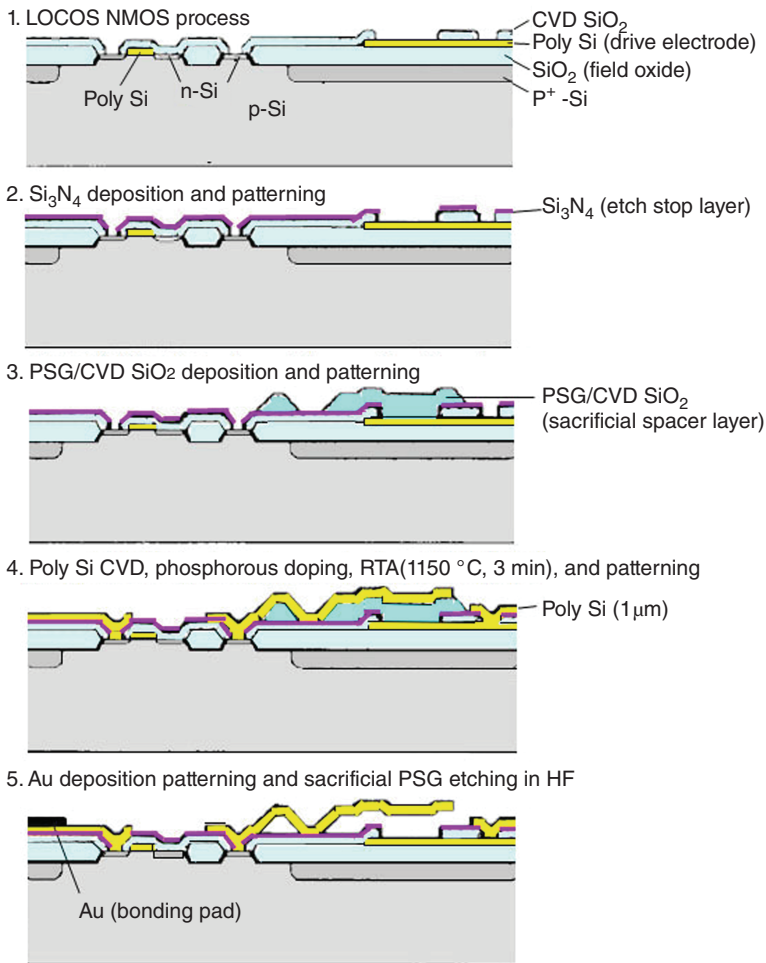 1. LOCOS NMOS process
CVD SiO₂
Poly Si (drive electrode)
SiO₂ (field oxide)
P⁺ -Si
Poly Si
n-Si
p-Si
2. Si₃N₄ deposition and patterning
Si₃N₄ (etch stop layer)
3. PSG/CVD SiO2 deposition and patterning
PSG/CVD SiO₂
(sacrificial spacer layer)
4. Poly Si CVD, phosphorous doping, RTA(1150 °C, 3 min), and patterning
Poly Si (1μm)
5. Au deposition patterning and sacrificial PSG etching in HF
Au (bonding pad)